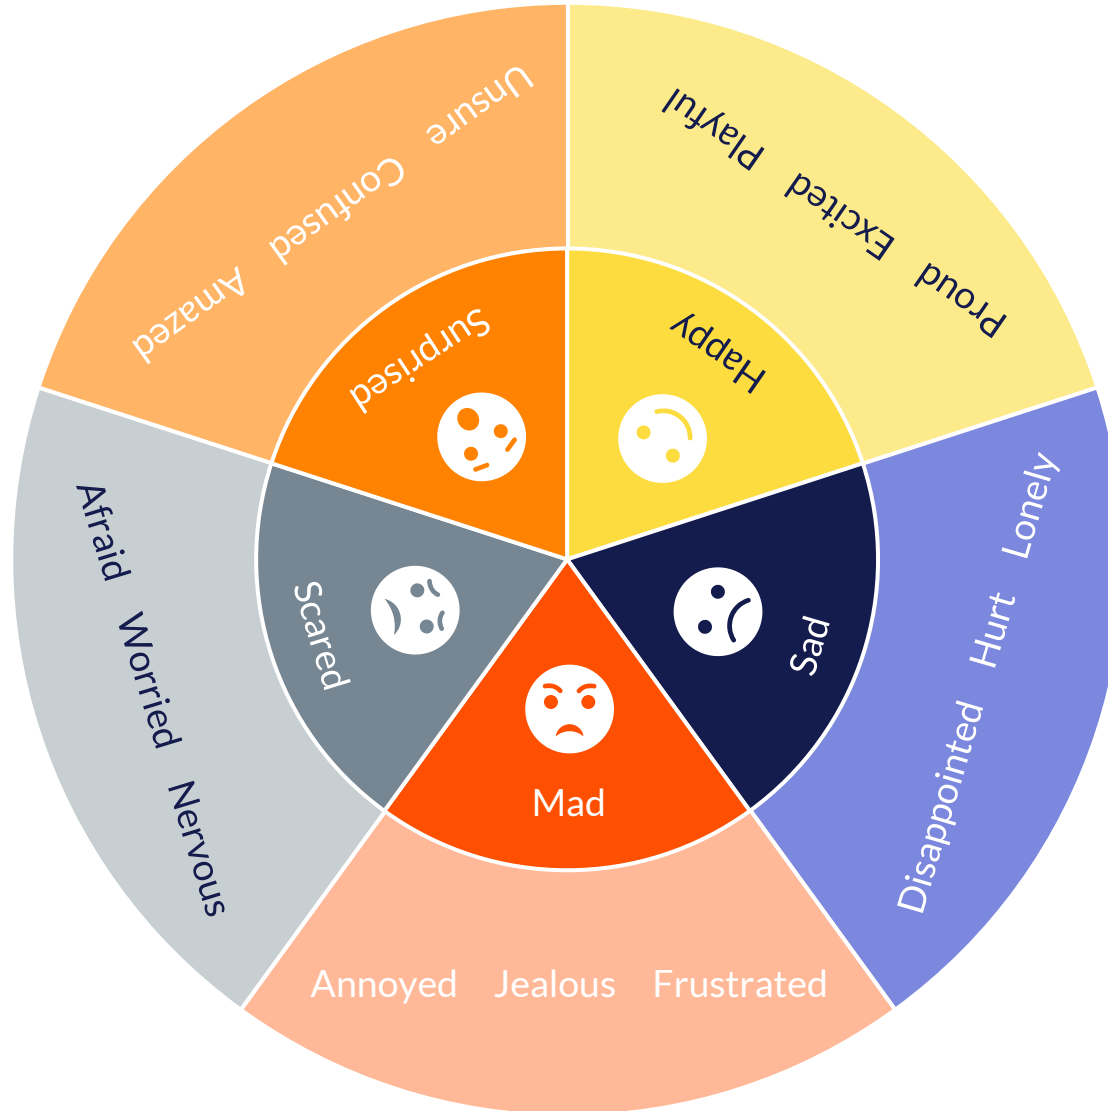 Unsure Confused Amazed
Surprised
Proud Excited Playful
Happy
Disappointed Hurt Lonely
Sad
Mad
Annoyed Jealous Frustrated
Scared
Afraid Worried Nervous